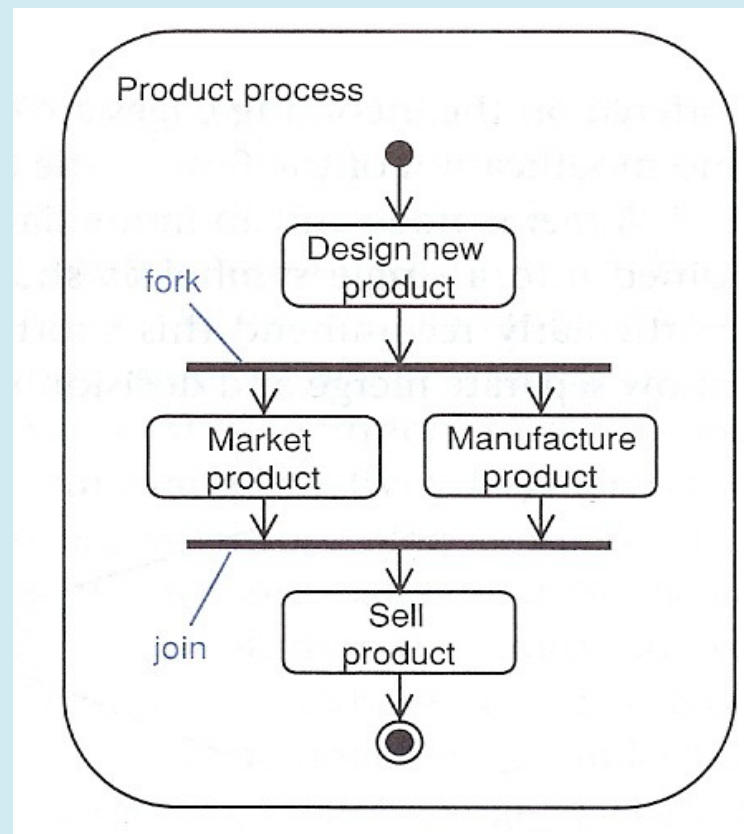 Product process
Design new
product
fork
Market
product
Manufacture
product
Sell
product
join